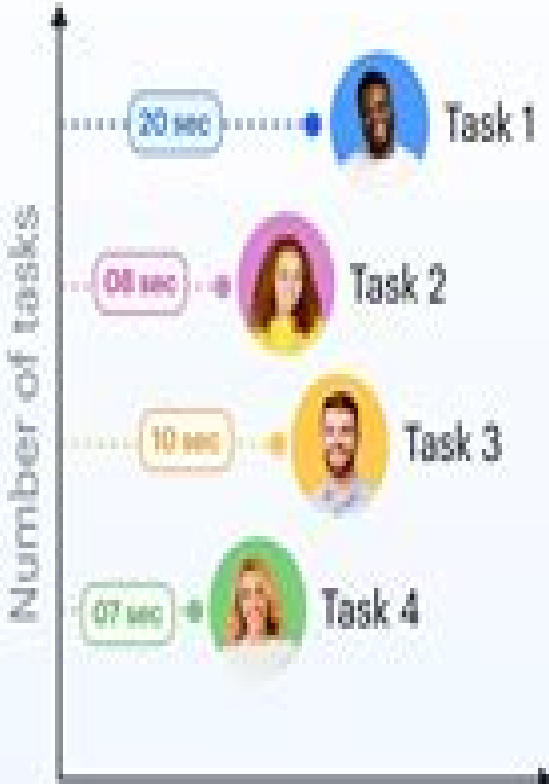 20 sec
Task 1
08 sec
Task 2
10 sec
Task 3
07 sec
Task 4
Number of tasks